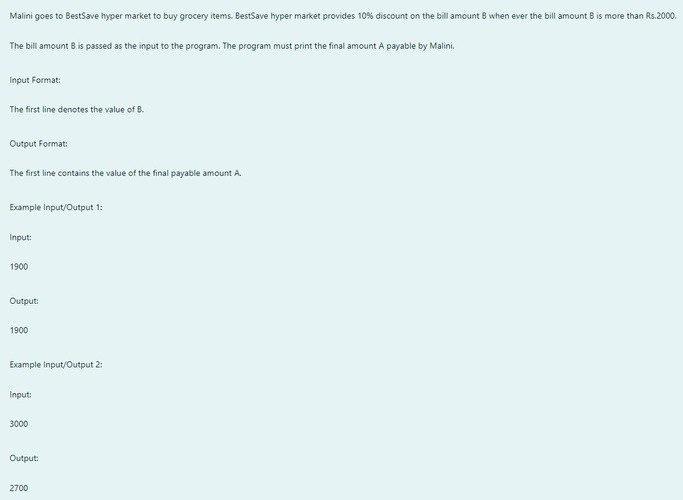 Malini goes to BestSave hyper market to buy grocery items. BestSave hyper market provides 10% discount on the bill amount B when ever the bill amount B is more than Rs.2000.
The bill amount B is passed as the input to the program. The program must print the final amount A payable by Malini.
Input Format:
The first line denotes the value of B.
Output Format:
The first line contains the value of the final payable amount A.
Example Input/Output 1:
Input:
1900
Output:
1900
Example Input/Output 2:
Input:
3000
Output:
2700